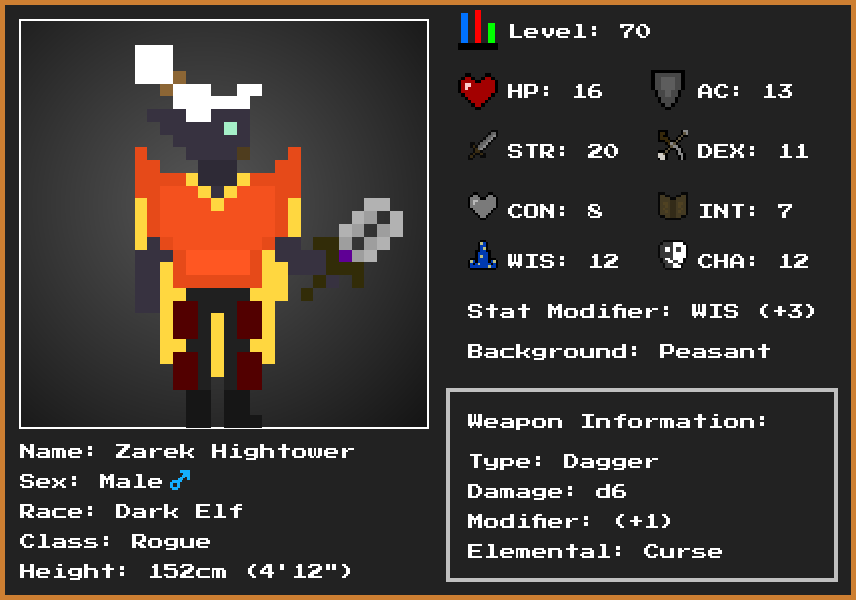 Level: 70
HP: 16
AC: 13
STR: 20
DEX: 11
CON: 8
INT: 7
WIS: 12
CHA: 12
Stat Modifier: WIS (+3)
Background: Peasant
Weapon Information:
Type: Dagger
Damage: d6
Modifier: (+1)
Elemental: Curse
Name: Zarek Hightower
Sex: Male♂
Race: Dark Elf
Class: Rogue
Height: 152cm (4'12")